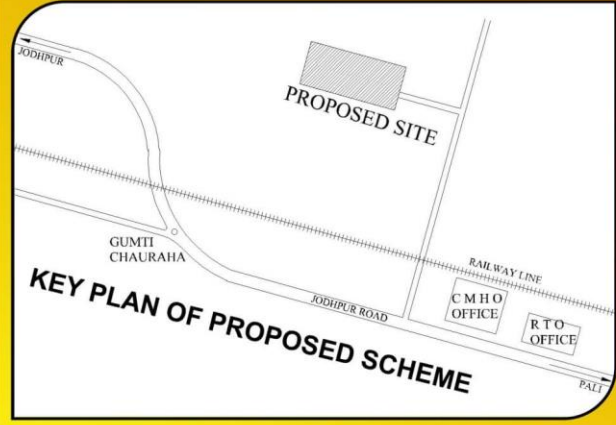 JODHPUR
PROPOSED SITE
GUMTI
CHAURAHA
RAILWAY LINE
C M H O
OFFICE
R T O
OFFICE
JODHPUR ROAD
PALI
KEY PLAN OF PROPOSED SCHEME